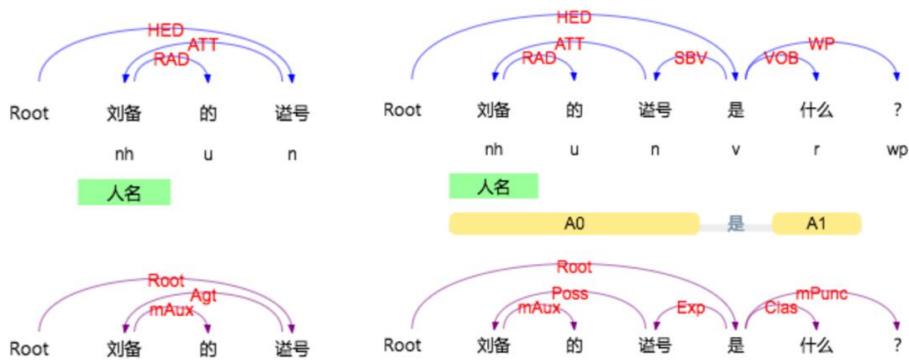 HED
ATT
RAD
Root 刘备 的 谥号
nh u n
人名
Root
Agt
mAux
Root 刘备 的 谥号
HED
ATT WP
RAD SBV VOB
Root 刘备 的 谥号 是 什么 ?
nh u n v r wp
人名
A0 是 A1
Root
Poss mPunc
mAux Exp Clas
Root 刘备 的 谥号 是 什么 ?